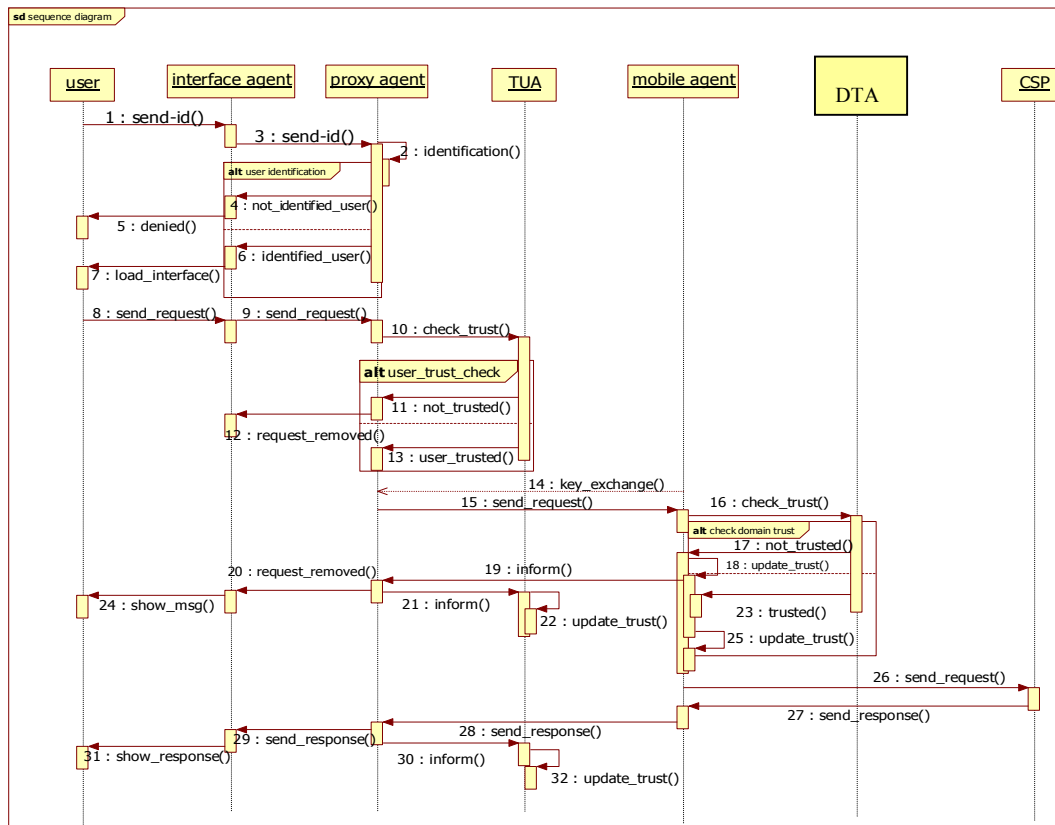 sd sequence diagram
user
interface agent
proxy agent
TUA
mobile agent
DTA
CSP
1 : send-id()
3 : send-id()
2 : identification()
alt user identification
4 : not_identified_user()
5 : denied()
6 : identified_user()
7 : load_interface()
8 : send_request()
9 : send_request()
10 : check_trust()
alt user_trust_check
11 : not_trusted()
12 : request_removed()
13 : user_trusted()
14 : key_exchange()
15 : send_request()
16 : check_trust()
alt check domain trust
17 : not_trusted()
18 : update_trust()
19 : inform()
20 : request_removed()
21 : inform()
22 : update_trust()
23 : trusted()
24 : show_msg()
25 : update_trust()
26 : send_request()
27 : send_response()
28 : send_response()
29 : send_response()
30 : inform()
31 : show_response()
32 : update_trust()